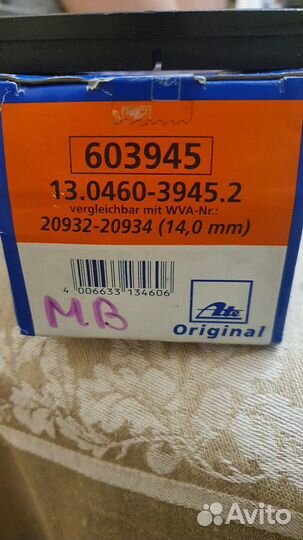 603945
13.0460-3945.2
vergleichbar mit WVA-Nr.:
20932-20934 (14,0 mm)
4 006633 134606
MB
Ate
Original
Avito